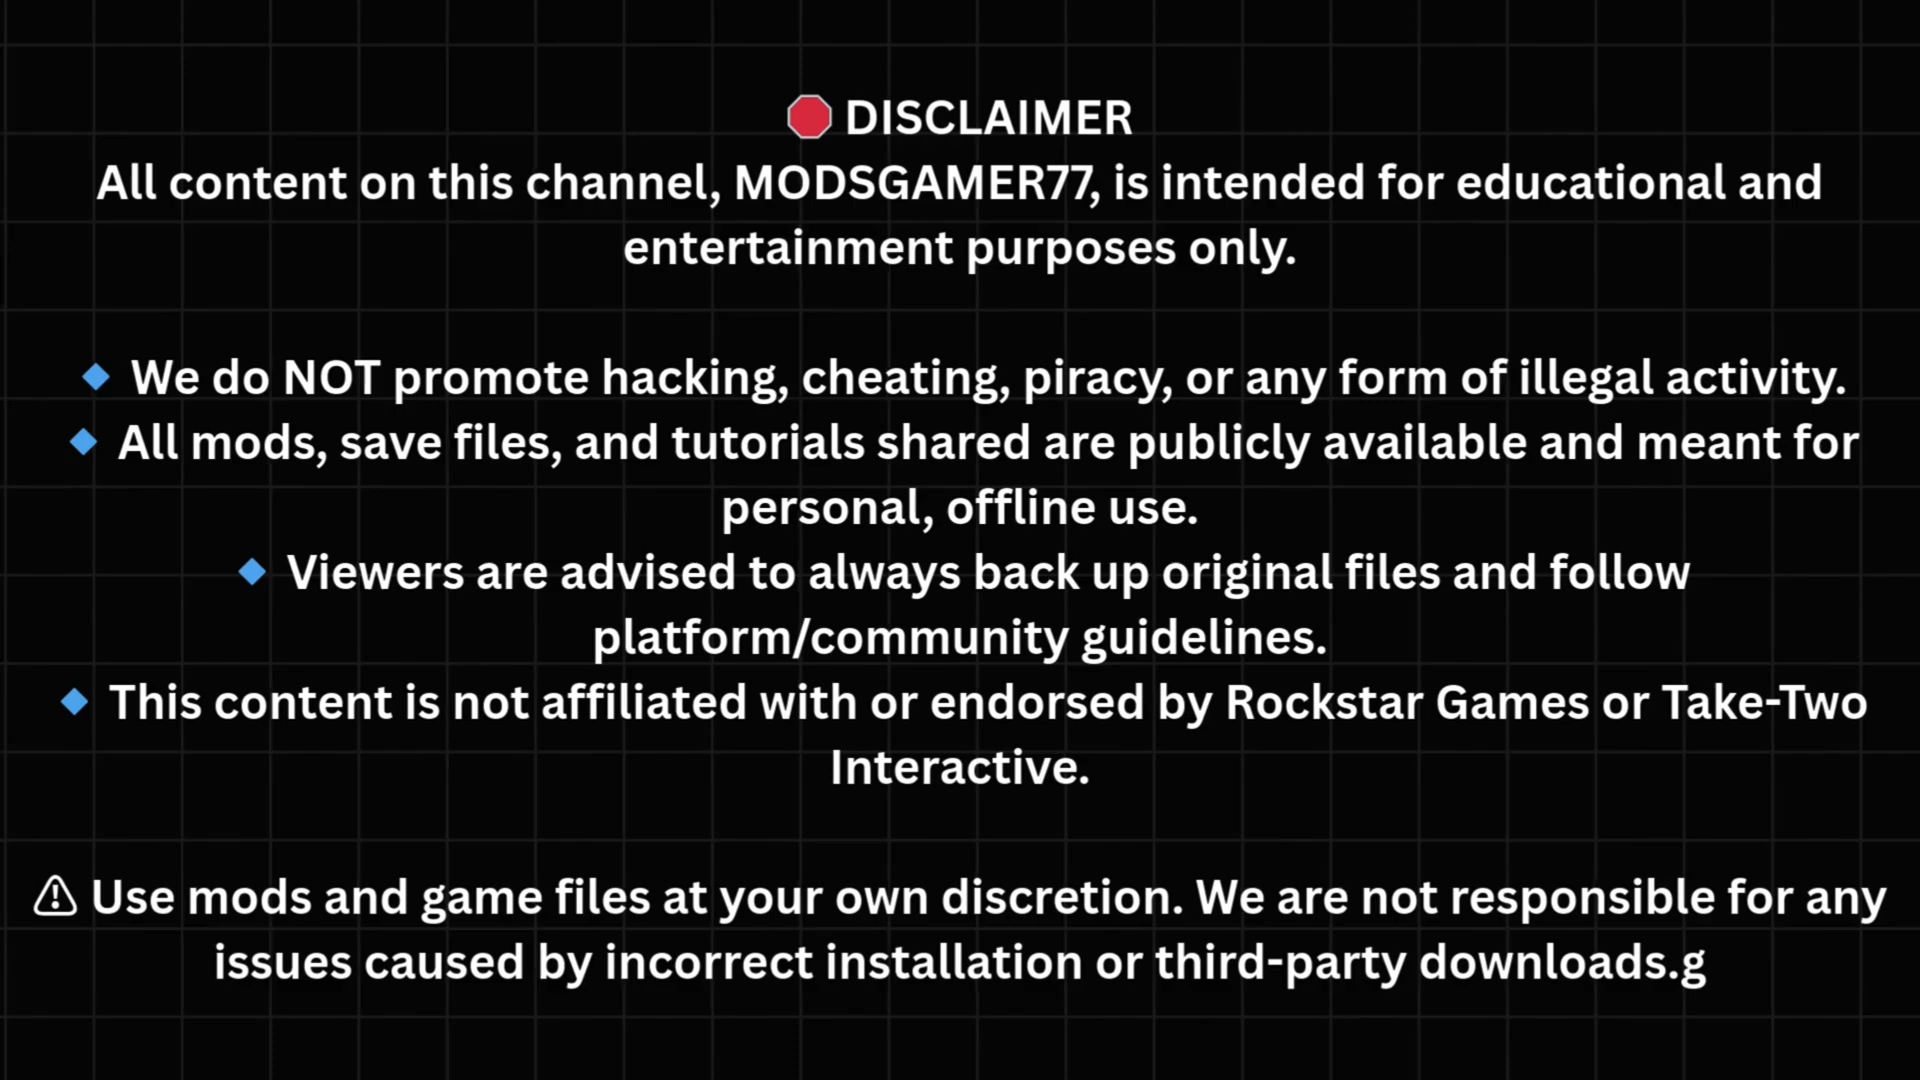 🛑 DISCLAIMER
All content on this channel, MODSGAMER77, is intended for educational and
entertainment purposes only.
🔹 We do NOT promote hacking, cheating, piracy, or any form of illegal activity.
🔹 All mods, save files, and tutorials shared are publicly available and meant for
personal, offline use.
🔹 Viewers are advised to always back up original files and follow
platform/community guidelines.
🔹 This content is not affiliated with or endorsed by Rockstar Games or Take-Two
Interactive.
⚠ Use mods and game files at your own discretion. We are not responsible for any
issues caused by incorrect installation or third-party downloads.g